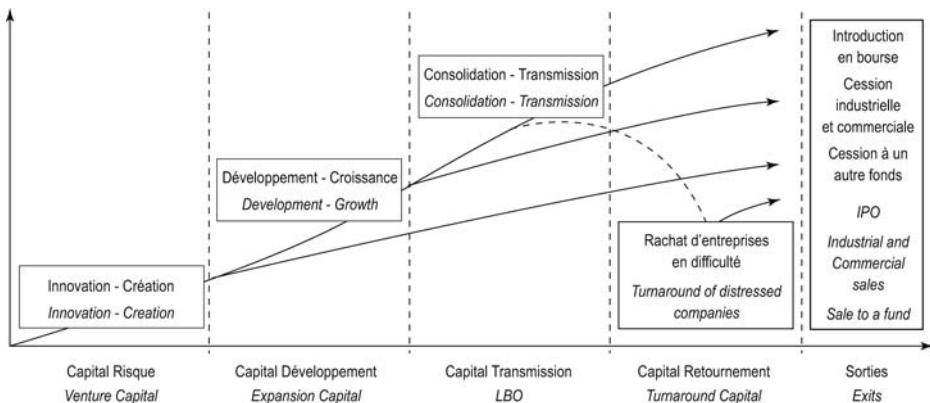 Innovation - Création
Innovation - Creation
Développement - Croissance
Development - Growth
Consolidation - Transmission
Consolidation - Transmission
Rachat d'entreprises
en difficulté
Turnaround of distressed
companies
Introduction
en bourse
Cession
industrielle
et commerciale
Cession à un
autre fonds
IPO
Industrial and
Commercial
sales
Sale to a fund
Capital Risque
Venture Capital
Capital Développement
Expansion Capital
Capital Transmission
LBO
Capital Retournement
Turnaround Capital
Sorties
Exits